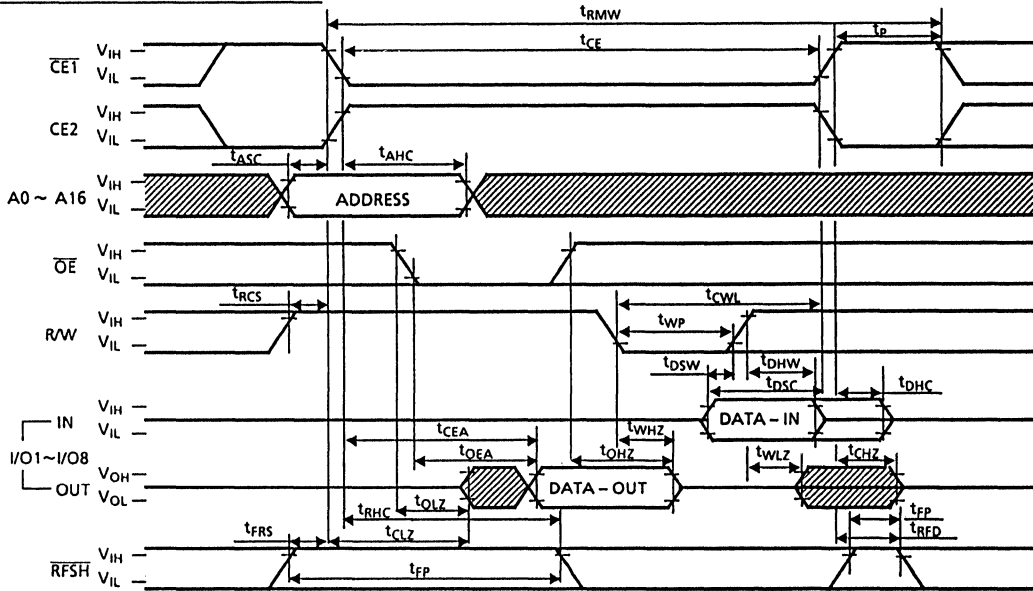 tRMW
tP
tCE
CE1 VIH
VIL
CE2 VIH
VIL
tASC tAHC
A0 ~ A16 VIH
VIL
ADDRESS
OE VIH
VIL
tRCS tCWL
R/W VIH
VIL
tWP
tDSW tDHW
tDSC tDHC
IN VIH
VIL
DATA-IN
I/O1~I/O8
tCEA tWHZ
tOEA tOHZ tWLZ tCHZ
OUT VOH
VOL
DATA-OUT
tOLZ
tRHC tFP
tFRS tCLZ tRFD
RFSH VIH
VIL
tFP